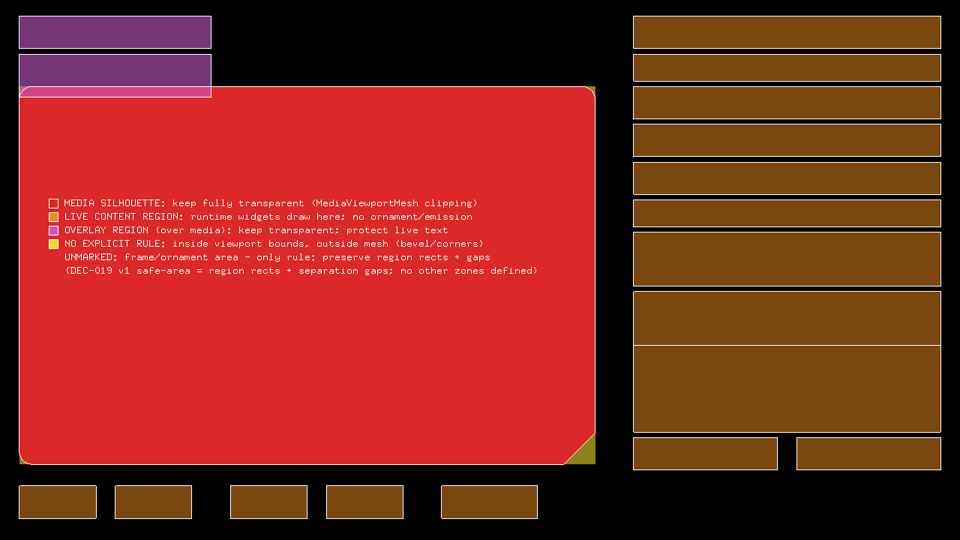 MEDIA SILHOUETTE: keep fully transparent (MediaViewportMesh clipping)
LIVE CONTENT REGION: runtime widgets draw here; no ornament/emission
OVERLAY REGION (over media): keep transparent; protect live text
NO EXPLICIT RULE: inside viewport bounds, outside mesh (bevel/corners)
UNMARKED: frame/ornament area - only rule: preserve region rects + gaps
(DEC-019 v1 safe-area = region rects + separation gaps; no other zones defined)